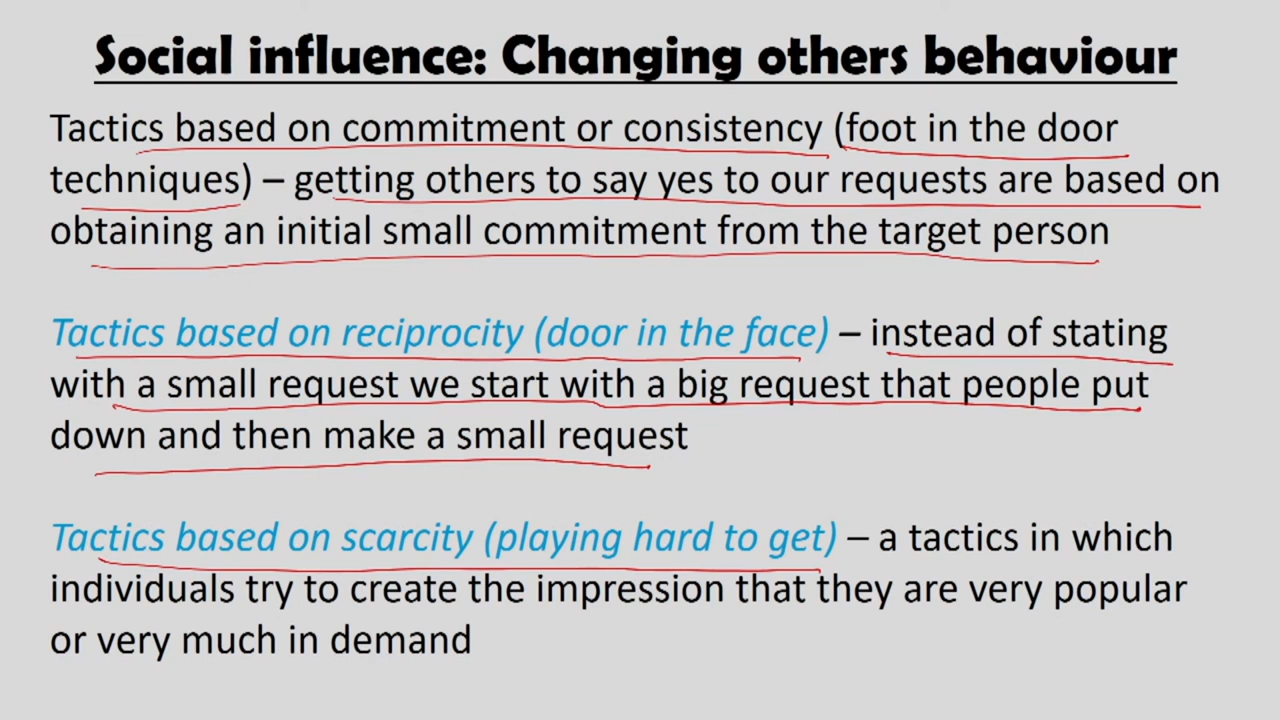 Social influence: Changing others behaviour
Tactics based on commitment or consistency (foot in the door
techniques) – getting others to say yes to our requests are based on
obtaining an initial small commitment from the target person
Tactics based on reciprocity (door in the face) – instead of stating
with a small request we start with a big request that people put
down and then make a small request
Tactics based on scarcity (playing hard to get) – a tactics in which
individuals try to create the impression that they are very popular
or very much in demand